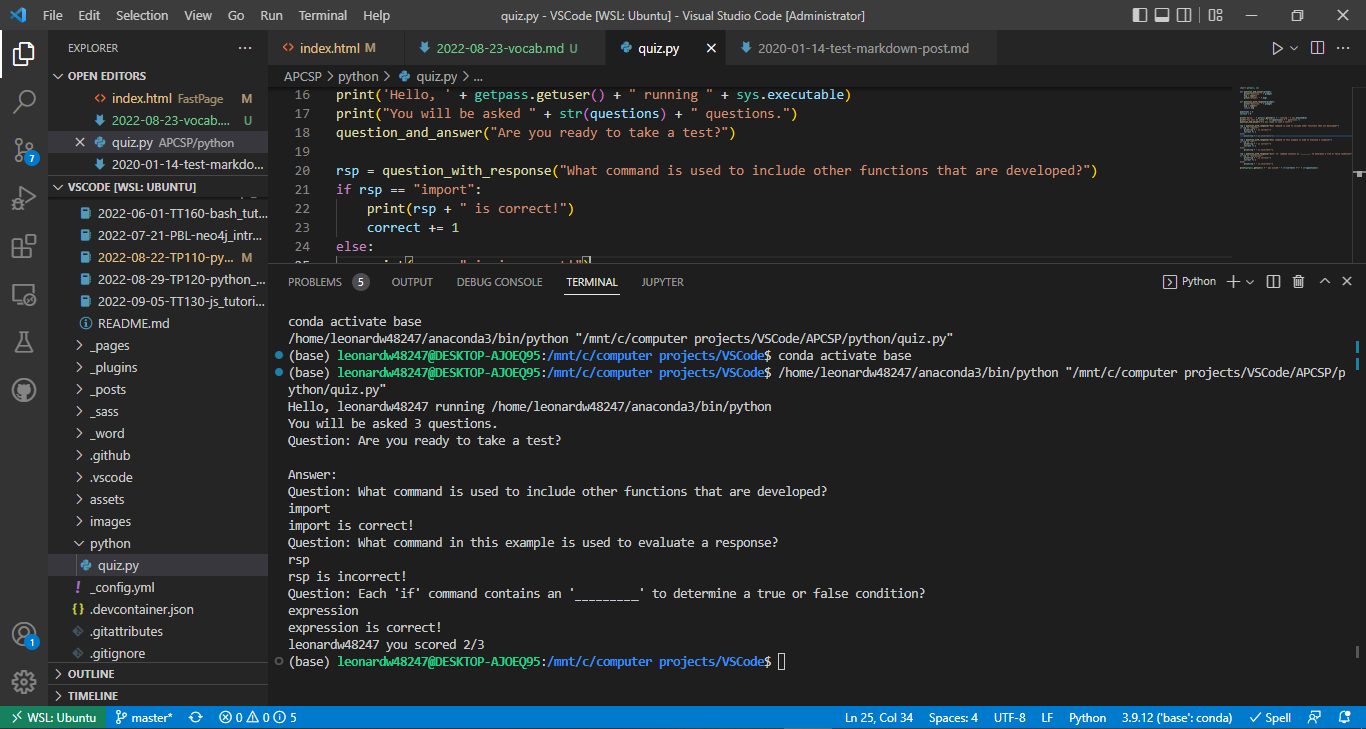 File Edit Selection View Go Run Terminal Help quiz.py - VSCode [WSL: Ubuntu] - Visual Studio Code [Administrator]
EXPLORER
OPEN EDITORS
index.html FastPage M
2022-08-23-vocab.... U
quiz.py APCSP/python
2020-01-14-test-markdo...
VSCODE [WSL: UBUNTU]
2022-06-01-TT160-bash_tut...
2022-07-21-PBL-neo4j_intr...
2022-08-22-TP110-py... M
2022-08-29-TP120-python_...
2022-09-05-TT130-js_tutori...
README.md
_pages
_plugins
_posts
_sass
_word
.github
.vscode
assets
images
python
quiz.py
_config.yml
.devcontainer.json
.gitattributes
.gitignore
OUTLINE
TIMELINE
7
1
index.html M 2022-08-23-vocab.md U quiz.py 2020-01-14-test-markdown-post.md
APCSP > python > quiz.py > ...
16 print('Hello, ' + getpass.getuser() + " running " + sys.executable)
17 print("You will be asked " + str(questions) + " questions.")
18 question_and_answer("Are you ready to take a test?")
19
20 rsp = question_with_response("What command is used to include other functions that are developed?")
21 if rsp == "import":
22 print(rsp + " is correct!")
23 correct += 1
24 else:
PROBLEMS 5 OUTPUT DEBUG CONSOLE TERMINAL JUPYTER Python
conda activate base
/home/leonardw48247/anaconda3/bin/python "/mnt/c/computer projects/VSCode/APCSP/python/quiz.py"
(base) leonardw48247@DESKTOP-AJOEQ95:/mnt/c/computer projects/VSCode$ conda activate base
(base) leonardw48247@DESKTOP-AJOEQ95:/mnt/c/computer projects/VSCode$ /home/leonardw48247/anaconda3/bin/python "/mnt/c/computer projects/VSCode/APCSP/p
ython/quiz.py"
Hello, leonardw48247 running /home/leonardw48247/anaconda3/bin/python
You will be asked 3 questions.
Question: Are you ready to take a test?
Answer:
Question: What command is used to include other functions that are developed?
import
import is correct!
Question: What command in this example is used to evaluate a response?
rsp
rsp is incorrect!
Question: Each 'if' command contains an '_________' to determine a true or false condition?
expression
expression is correct!
leonardw48247 you scored 2/3
(base) leonardw48247@DESKTOP-AJOEQ95:/mnt/c/computer projects/VSCode$
WSL: Ubuntu master* 0 0 5 Ln 25, Col 34 Spaces: 4 UTF-8 LF Python 3.9.12 ('base': conda) Spell